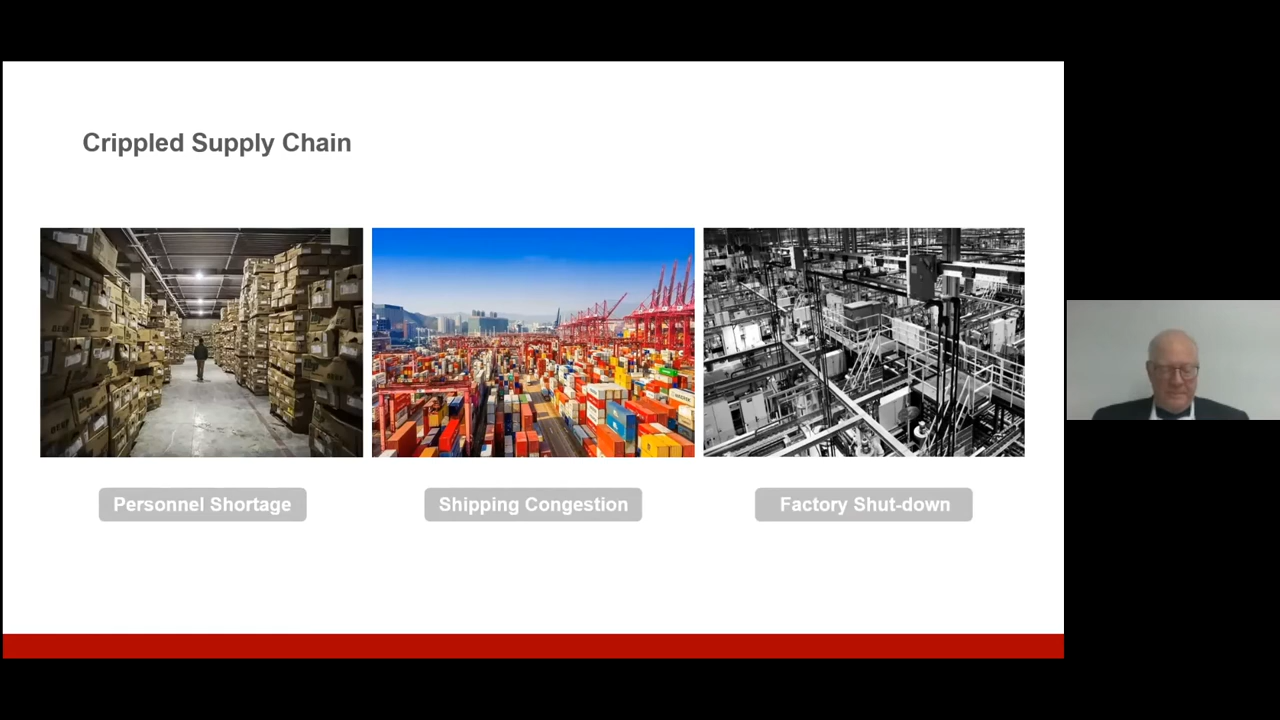 Crippled Supply Chain
Personnel Shortage
Shipping Congestion
Factory Shut-down